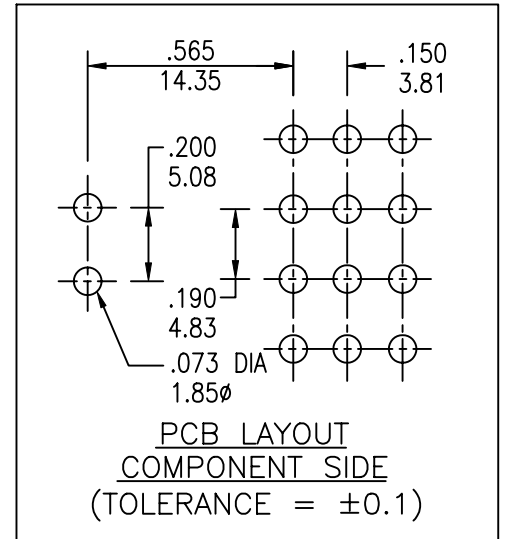 .565
14.35
.150
3.81
.200
5.08
.190
4.83
.073 DIA
1.85ø
PCB LAYOUT
COMPONENT SIDE
(TOLERANCE = ±0.1)